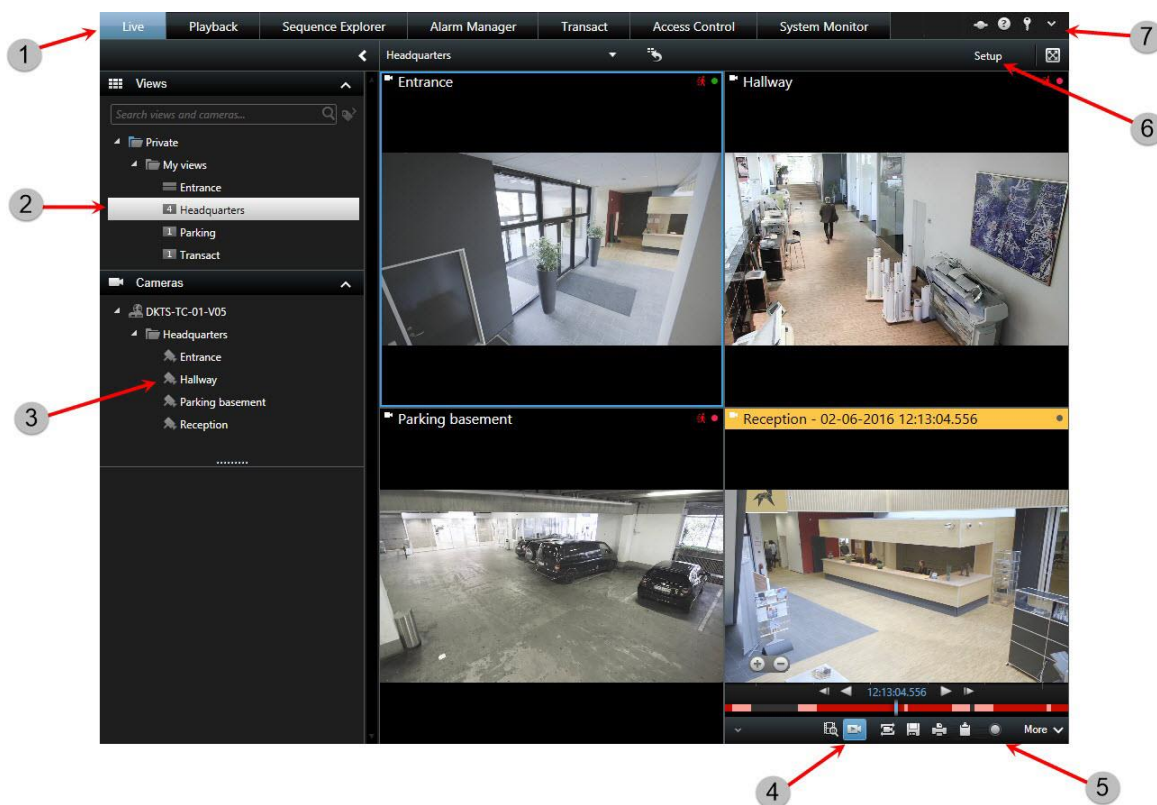 Live Playback Sequence Explorer Alarm Manager Transact Access Control System Monitor
1
7
Headquarters
Setup
6
Views
Search views and cameras...
Private
My views
Entrance
4 Headquarters
1 Parking
1 Transact
2
Cameras
DKTS-TC-01-V05
Headquarters
Entrance
Hallway
Parking basement
Reception
3
Entrance
Hallway
Parking basement
Reception - 02-06-2016 12:13:04.556
12:13:04.556
More
4
5